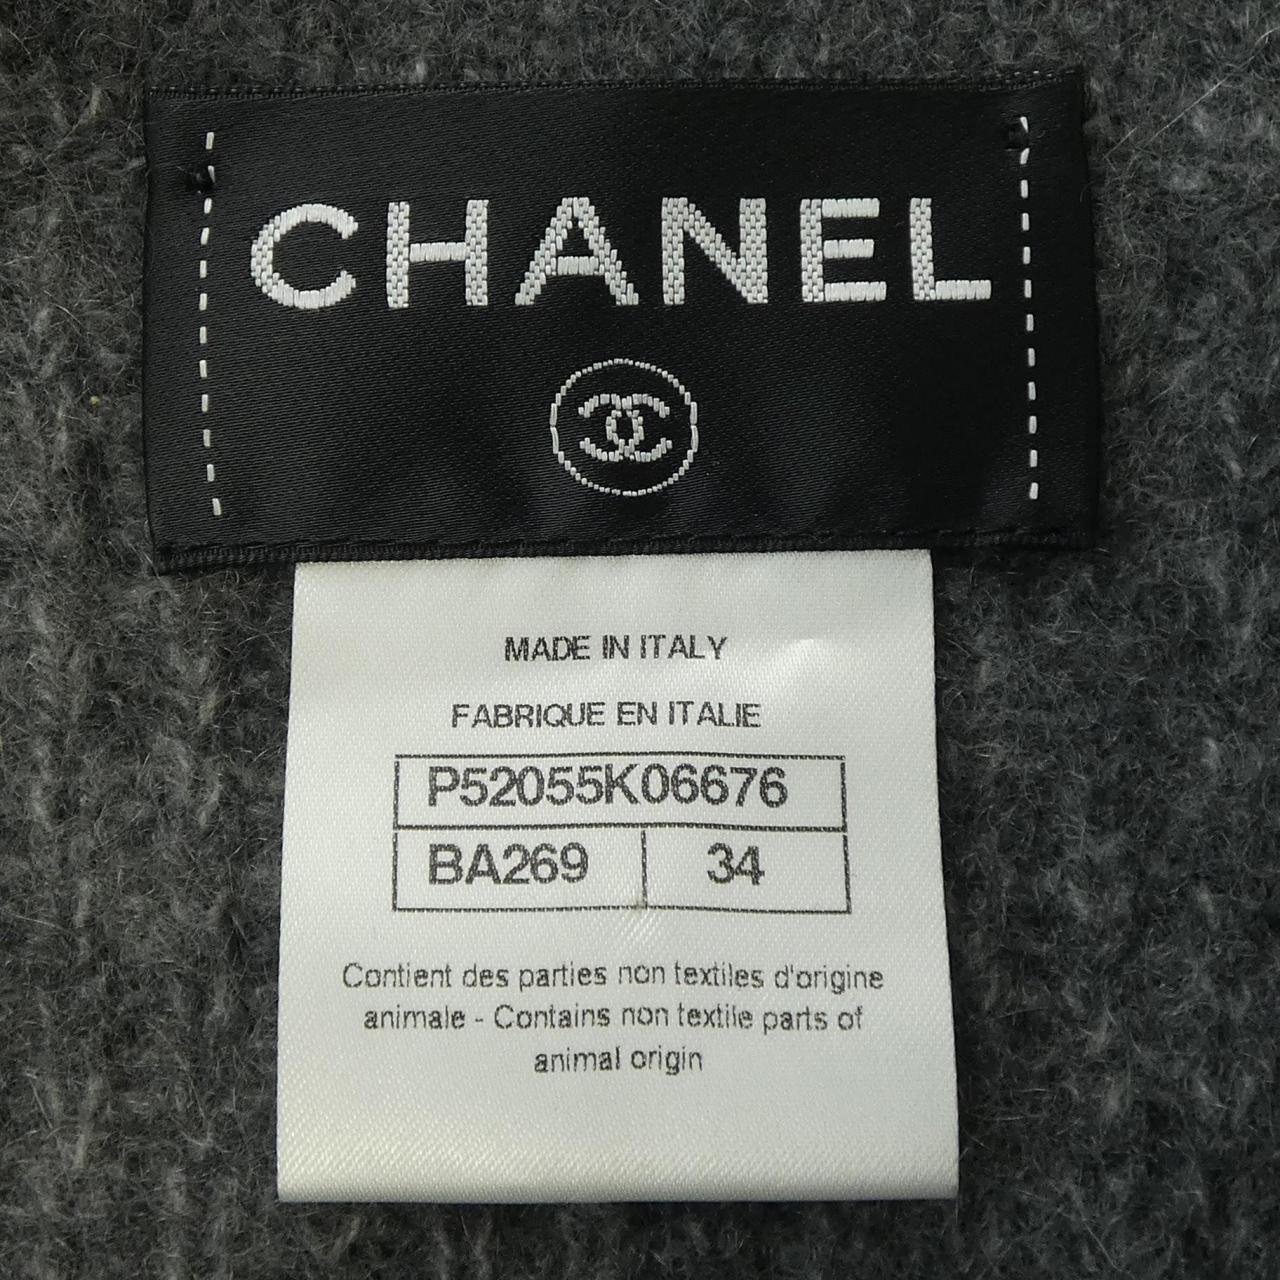 CHANEL
MADE IN ITALY
FABRIQUE EN ITALIE
P52055K06676
BA269 34
Contient des parties non textiles d'origine
animale - Contains non textile parts of
animal origin